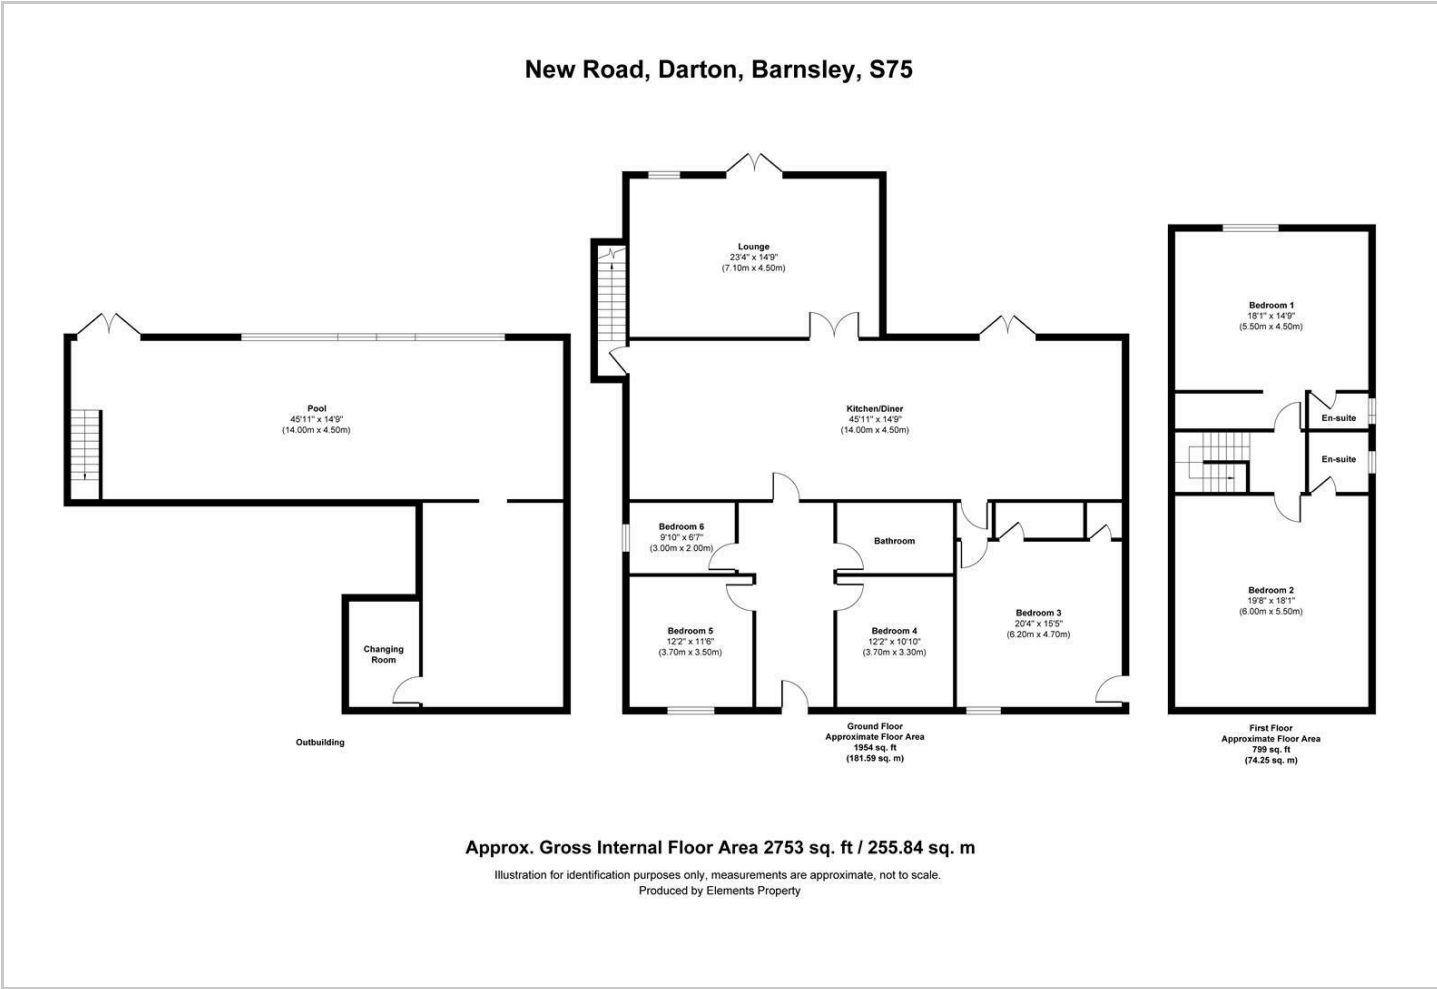 New Road, Darton, Barnsley, S75
Lounge
23'4" x 14'9"
(7.10m x 4.50m)
Bedroom 1
18'1" x 14'9"
(5.50m x 4.50m)
Pool
45'11" x 14'9"
(14.00m x 4.50m)
Kitchen/Diner
45'11" x 14'9"
(14.00m x 4.50m)
En-suite
En-suite
Bedroom 6
9'10" x 6'7"
(3.00m x 2.00m)
Bathroom
Bedroom 2
19'8" x 18'1"
(6.00m x 5.50m)
Bedroom 3
20'4" x 15'5"
(6.20m x 4.70m)
Bedroom 5
12'2" x 11'6"
(3.70m x 3.50m)
Bedroom 4
12'2" x 10'10"
(3.70m x 3.30m)
Changing
Room
Outbuilding
Ground Floor
Approximate Floor Area
1954 sq. ft
(181.59 sq. m)
First Floor
Approximate Floor Area
799 sq. ft
(74.25 sq. m)
Approx. Gross Internal Floor Area 2753 sq. ft / 255.84 sq. m
Illustration for identification purposes only, measurements are approximate, not to scale.
Produced by Elements Property